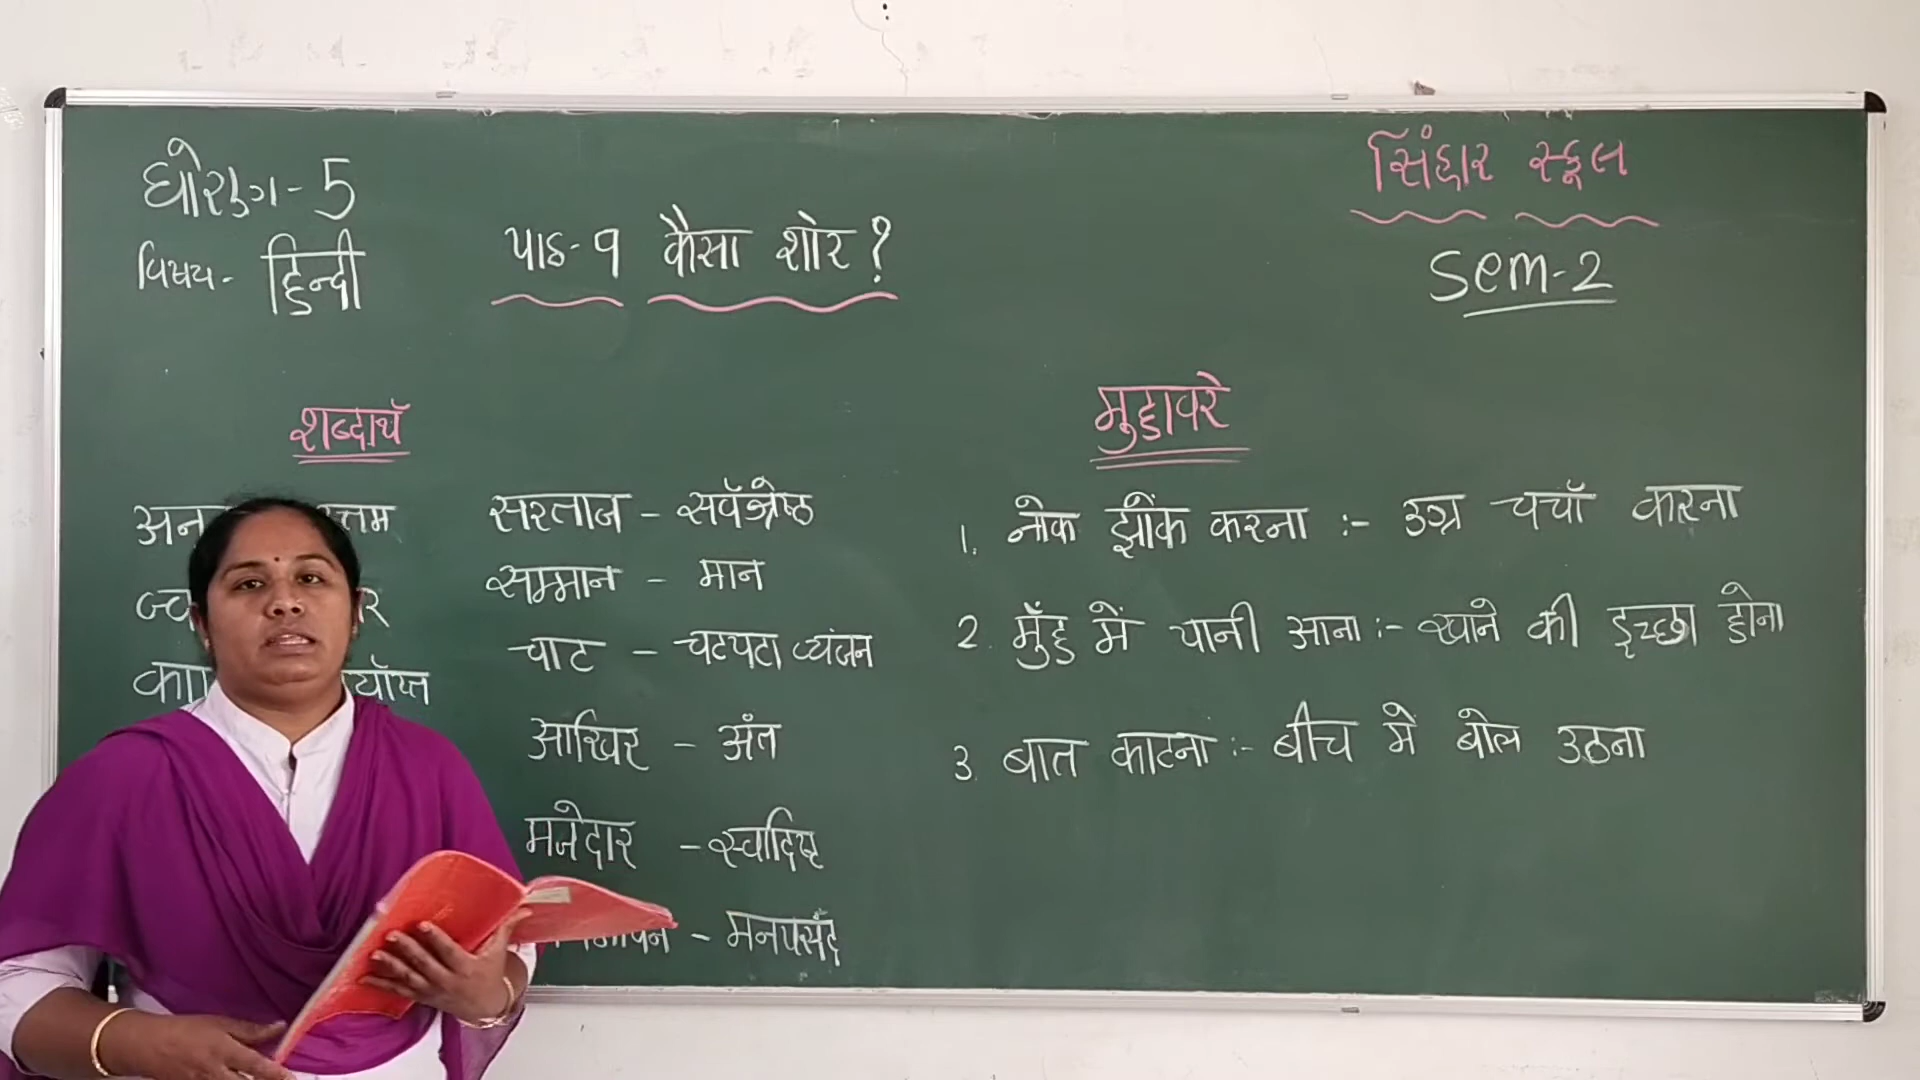 धोरण-5
विषय- हिन्दी
पाठ-१ कैसा शोर?
सिंहार स्कूल
Sem-2
शब्दार्थ
सरताज - सर्वश्रेष्ठ
सम्मान - मान
चाट - चटपटा व्यंजन
आखिर - अंत
मजेदार - स्वादिष्ट
- मनपसंद
मुहावरे
1. नोक झोंक करना :- उग्र चर्चा करना
2. मुँह में पानी आना :- खाने की इच्छा होना
3. बात काटना :- बीच मे बोल उठना